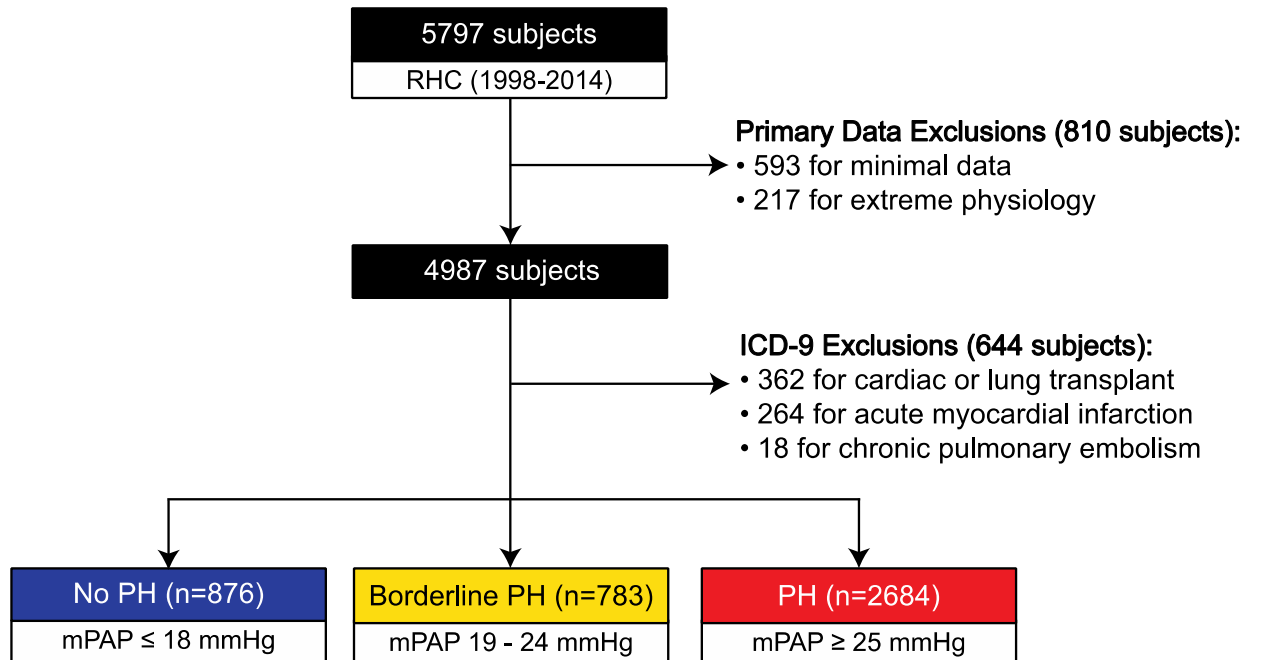 5797 subjects
RHC (1998-2014)
Primary Data Exclusions (810 subjects):
• 593 for minimal data
• 217 for extreme physiology
4987 subjects
ICD-9 Exclusions (644 subjects):
• 362 for cardiac or lung transplant
• 264 for acute myocardial infarction
• 18 for chronic pulmonary embolism
No PH (n=876)
mPAP ≤ 18 mmHg
Borderline PH (n=783)
mPAP 19 - 24 mmHg
PH (n=2684)
mPAP ≥ 25 mmHg